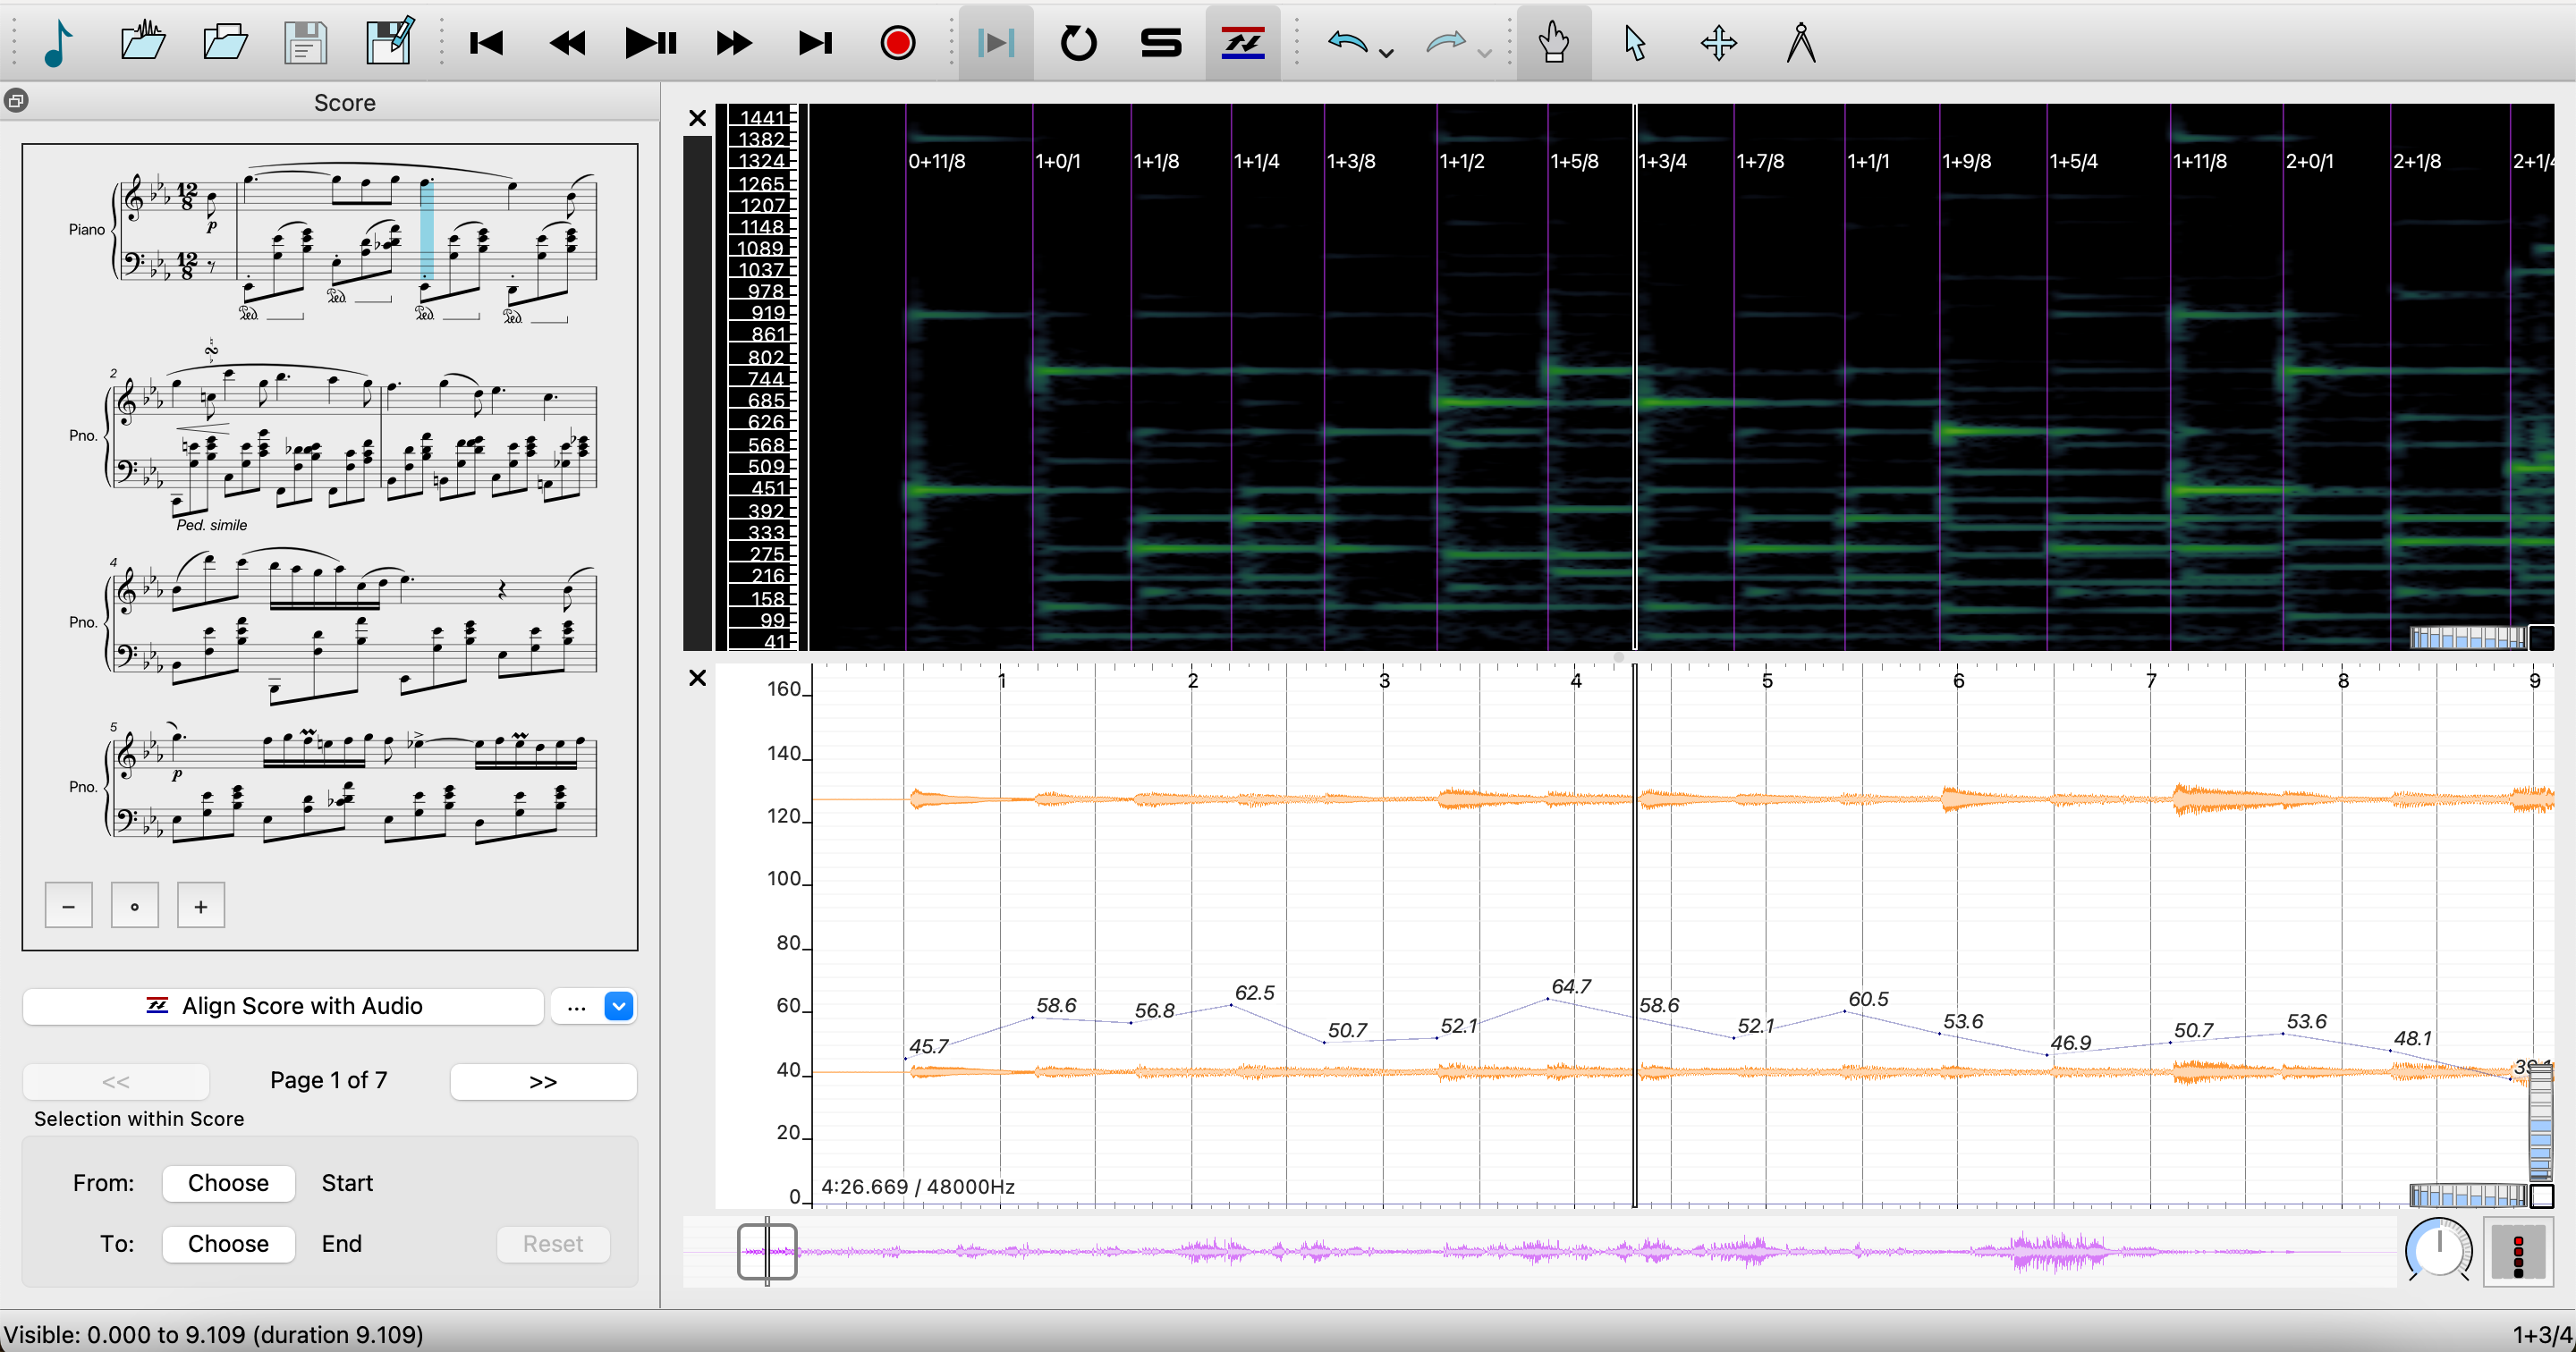 Score
Piano
12
8
p
12
8
Ped.
Ped.
Ped.
Ped.
2
Pno.
Ped. simile
4
Pno.
5
p
Pno.
−
+
Align Score with Audio
...
<<
Page 1 of 7
>>
Selection within Score
From:
Choose
Start
To:
Choose
End
Reset
1441
1382
1324
1265
1207
1148
1089
1037
978
919
861
802
744
685
626
568
509
451
392
333
275
216
158
99
41
0+11/8 1+0/1 1+1/8 1+1/4 1+3/8 1+1/2 1+5/8 1+3/4 1+7/8 1+1/1 1+9/8 1+5/4 1+11/8 2+0/1 2+1/8 2+1/4
1 2 3 4 5 6 7 8 9
160
140
120
100
80
60
40
20
0
45.7 58.6 56.8 62.5 50.7 52.1 64.7 58.6 52.1 60.5 53.6 46.9 50.7 53.6 48.1 39.1
4:26.669 / 48000Hz
Visible: 0.000 to 9.109 (duration 9.109)
1+3/4